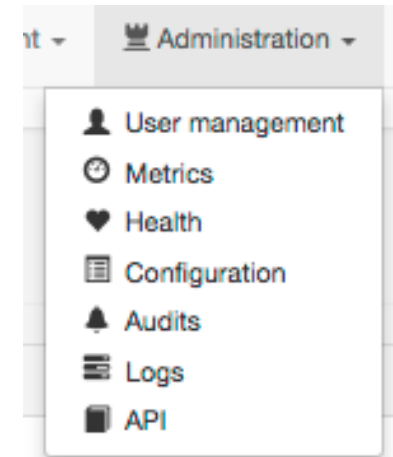 nt Administration
User management
Metrics
Health
Configuration
Audits
Logs
API